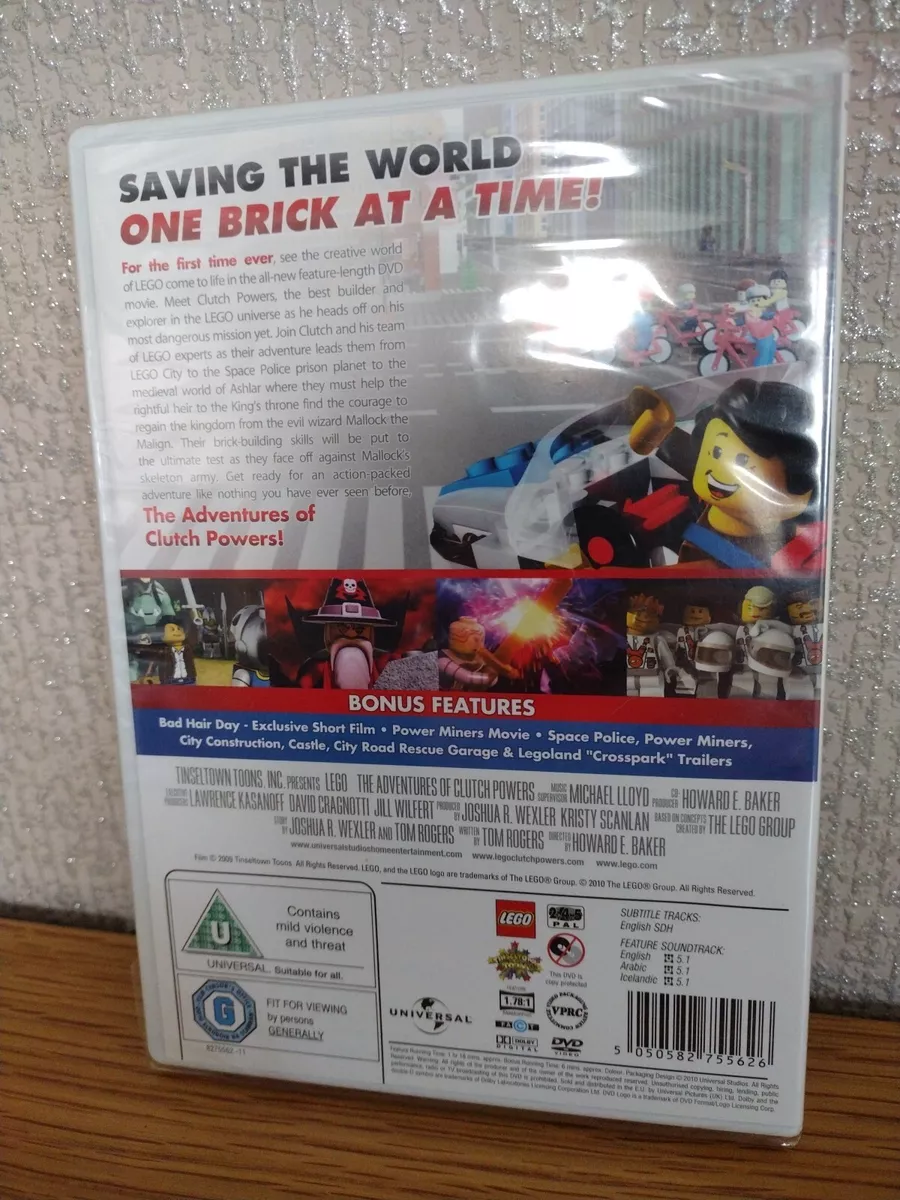 SAVING THE WORLD
ONE BRICK AT A TIME!
For the first time ever, see the creative world
of LEGO come to life in the all-new feature-length DVD
movie. Meet Clutch Powers, the best builder and
explorer in the LEGO universe as he heads off on his
most dangerous mission yet. Join Clutch and his team
of LEGO experts as their adventure leads them from
LEGO City to the Space Police prison planet to the
medieval world of Ashlar where they must help the
rightful heir to the King's throne find the courage to
regain the kingdom from the evil wizard Mallock the
Malign. Their brick-building skills will be put to
the ultimate test as they face off against Mallock's
skeleton army. Get ready for an action-packed
adventure like nothing you have ever seen before,
The Adventures of
Clutch Powers!
BONUS FEATURES
Bad Hair Day - Exclusive Short Film • Power Miners Movie • Space Police, Power Miners,
City Construction, Castle, City Road Rescue Garage & Legoland "Crosspark" Trailers
TINSELTOWN TOONS, INC. PRESENTS LEGO THE ADVENTURES OF CLUTCH POWERS MUSIC SUPERVISOR MICHAEL LLOYD CO-PRODUCER HOWARD E. BAKER
EXECUTIVE PRODUCERS LAWRENCE KASANOFF DAVID CRAGNOTTI JILL WILFERT PRODUCED BY JOSHUA R. WEXLER KRISTY SCANLAN BASED ON CONCEPTS CREATED BY THE LEGO GROUP
STORY BY JOSHUA R. WEXLER AND TOM ROGERS WRITTEN BY TOM ROGERS DIRECTED BY HOWARD E. BAKER
www.universalstudioshomeentertainment.com www.legoclutchpowers.com www.lego.com
Film © 2009 Tinseltown Toons. All Rights Reserved. LEGO, and the LEGO logo are trademarks of The LEGO® Group. © 2010 The LEGO® Group. All Rights Reserved.
U
Contains
mild violence
and threat
UNIVERSAL. Suitable for all.
G
FIT FOR VIEWING
by persons
GENERALLY
8275562-11
LEGO
2-4-5
PAL
This DVD is
copy protected
1.78:1
FACT
VPRC
UNIVERSAL
DOLBY
DIGITAL
DVD
VIDEO
SUBTITLE TRACKS:
English SDH
FEATURE SOUNDTRACK:
English 5.1
Arabic 5.1
Icelandic 5.1
5 050582 755626